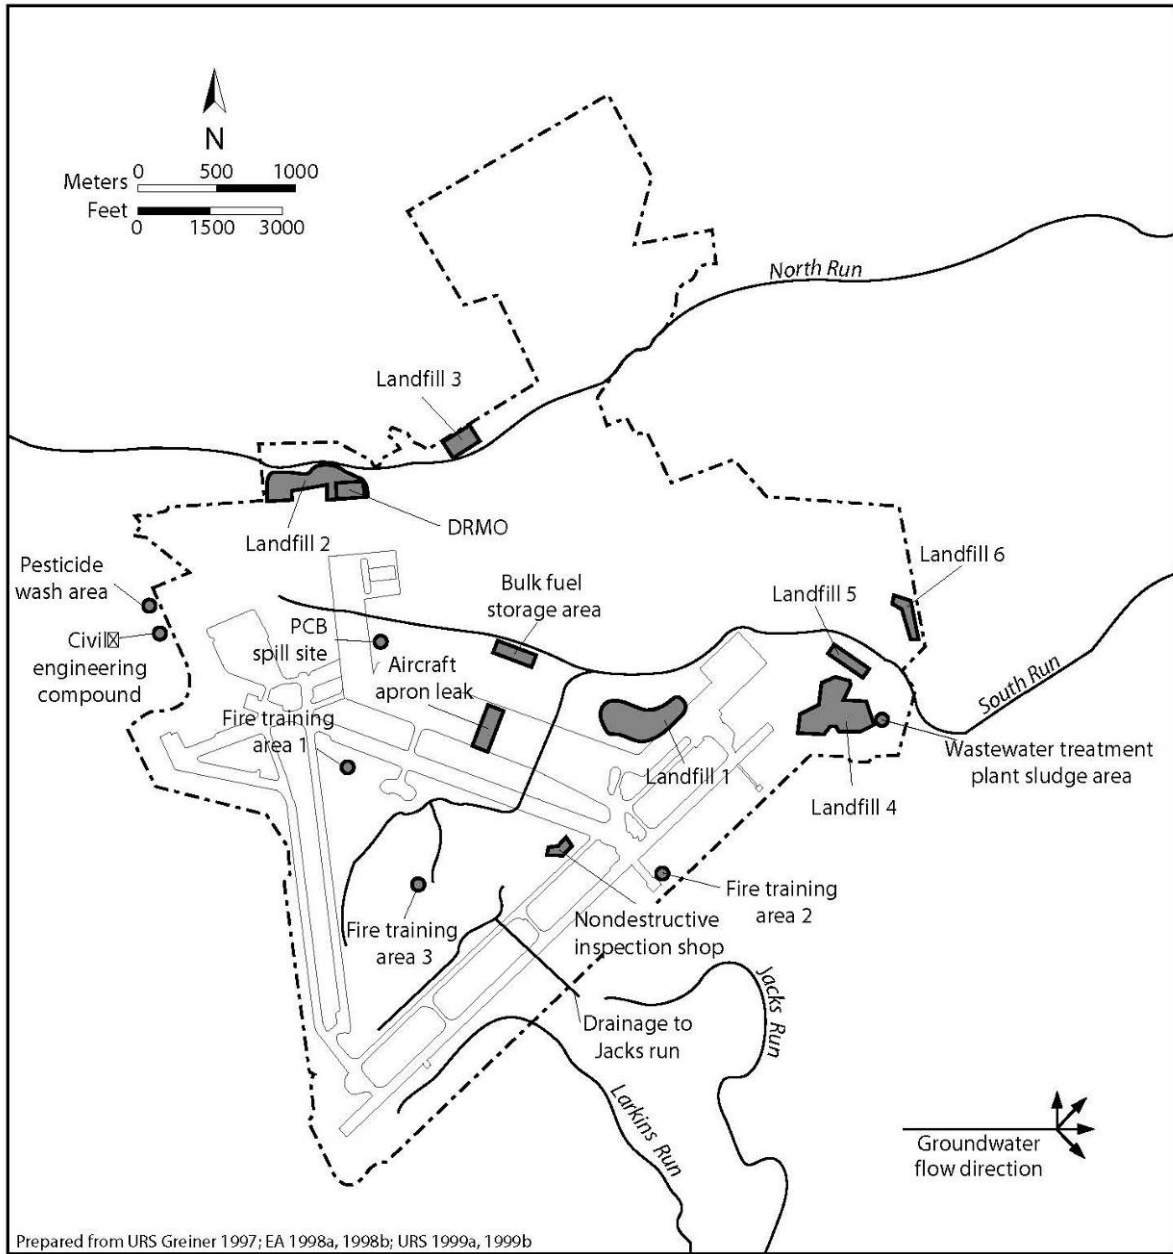 N
Meters 0 500 1000
Feet
0 1500 3000
North Run
Landfill 3
Landfill 2
DRMO
Pesticide
wash area
Civil☒
engineering
compound
PCB
spill site
Bulk fuel
storage area
Aircraft
apron leak
Landfill 5
Landfill 6
South Run
Fire training
area 1
Landfill 1
Landfill 4
Wastewater treatment
plant sludge area
Fire training
area 2
Fire training
area 3
Nondestructive
inspection shop
Drainage to
Jacks run
Jacks Run
Larkins Run
Groundwater
flow direction
Prepared from URS Greiner 1997; EA 1998a, 1998b; URS 1999a, 1999b